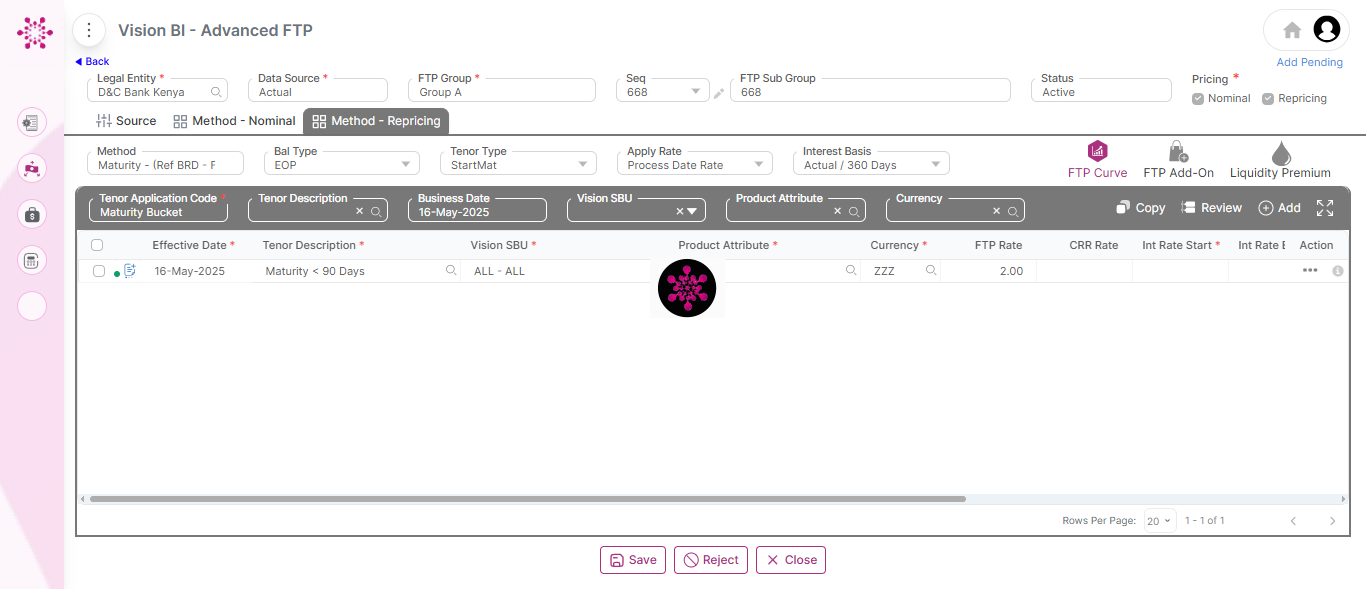 Vision BI - Advanced FTP
Back
Add Pending
Legal Entity *
D&C Bank Kenya
Data Source *
Actual
FTP Group *
Group A
Seq
668
FTP Sub Group
668
Status
Active
Pricing *
Nominal
Repricing
Source
Method - Nominal
Method - Repricing
Method
Maturity - (Ref BRD - F
Bal Type
EOP
Tenor Type
StartMat
Apply Rate
Process Date Rate
Interest Basis
Actual / 360 Days
FTP Curve
FTP Add-On
Liquidity Premium
Tenor Application Code *
Maturity Bucket
Tenor Description
Business Date
16-May-2025
Vision SBU
Product Attribute
Currency
Copy
Review
Add
Effective Date * Tenor Description * Vision SBU * Product Attribute * Currency * FTP Rate CRR Rate Int Rate Start * Int Rate E Action
16-May-2025 Maturity < 90 Days ALL - ALL ZZZ 2.00
Rows Per Page: 20 1 - 1 of 1
Save
Reject
Close